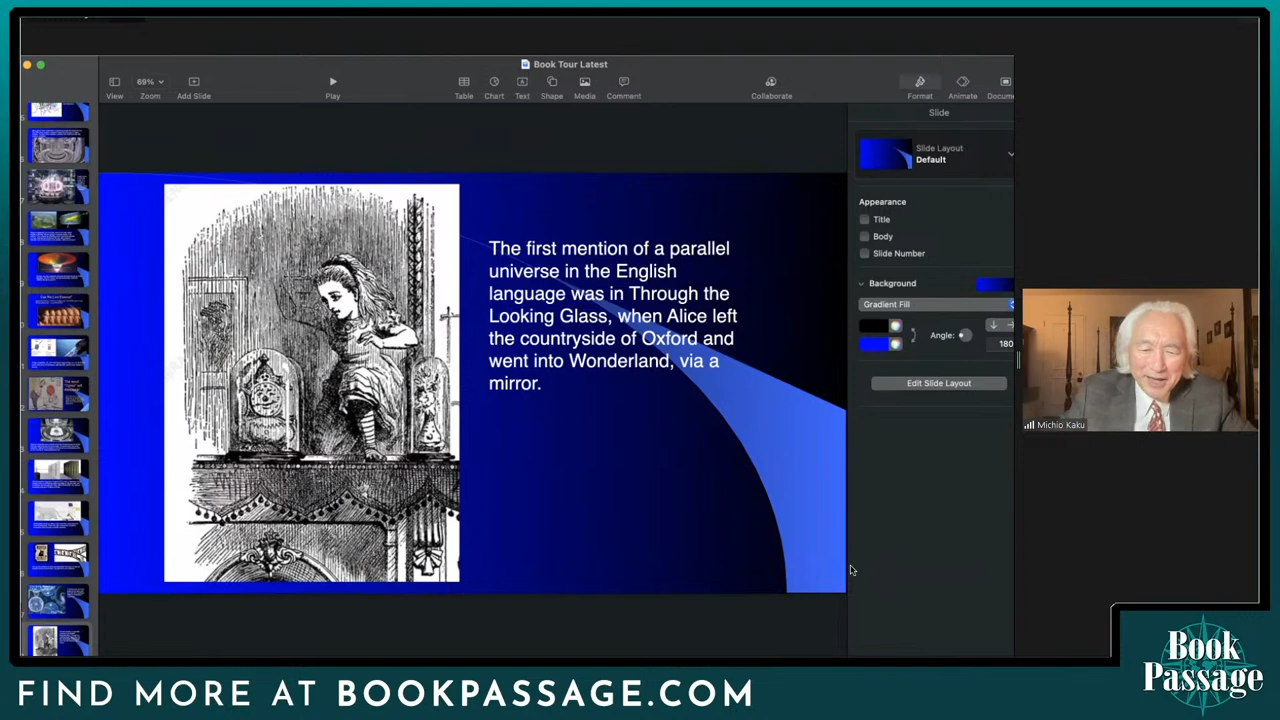 Book Tour Latest
69%
View
Zoom
Add Slide
Play
Table
Chart
Text
Shape
Media
Comment
Collaborate
Format
Animate
Docume
Slide
Slide Layout
Default
Appearance
Title
Body
Slide Number
Background
Gradient Fill
Angle:
180
Edit Slide Layout
The first mention of a parallel
universe in the English
language was in Through the
Looking Glass, when Alice left
the countryside of Oxford and
went into Wonderland, via a
mirror.
Michio Kaku
FIND MORE AT BOOKPASSAGE.COM
Book
Passage